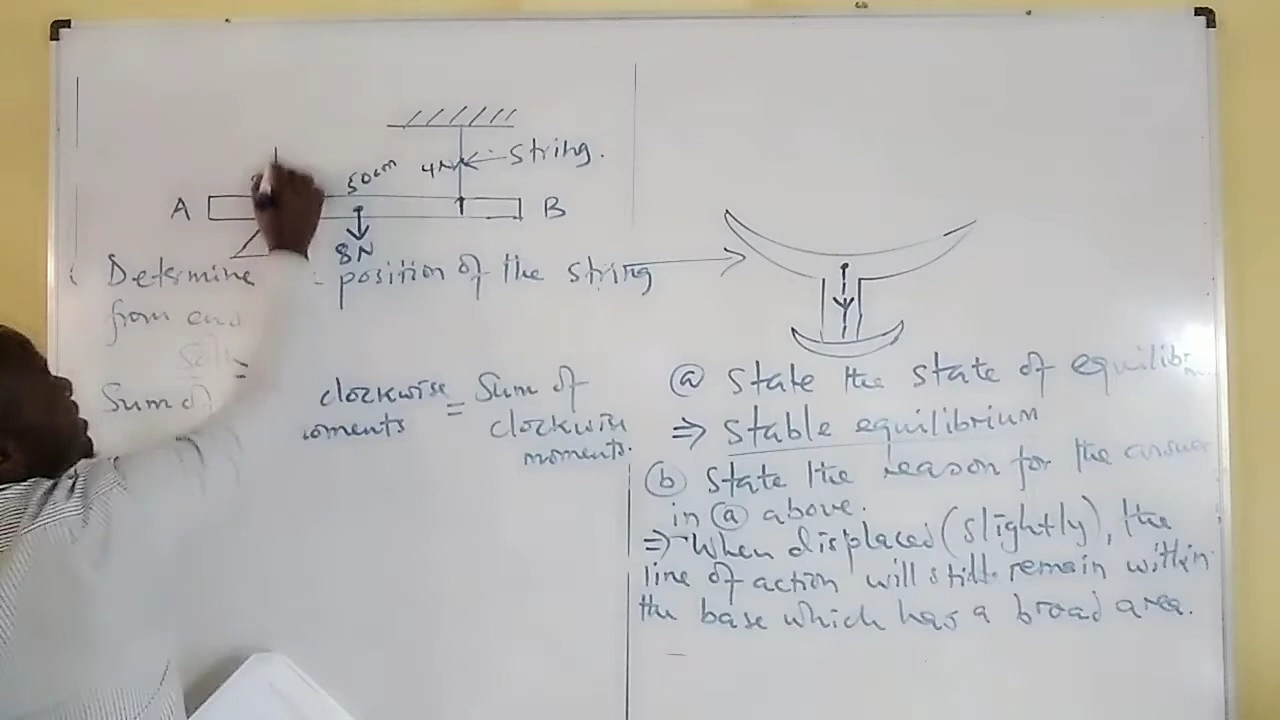 50cm 4N string.
A B
8N
Determine position of the string
from end
Soln
Sum of clockwise = Sum of
moments clockwise
moments.
(a) State the state of equilibrium
⇒ Stable equilibrium
(b) State the reason for the answer
in (a) above.
⇒ When displaced (slightly), the
line of action will still remain within
the base which has a broad area.